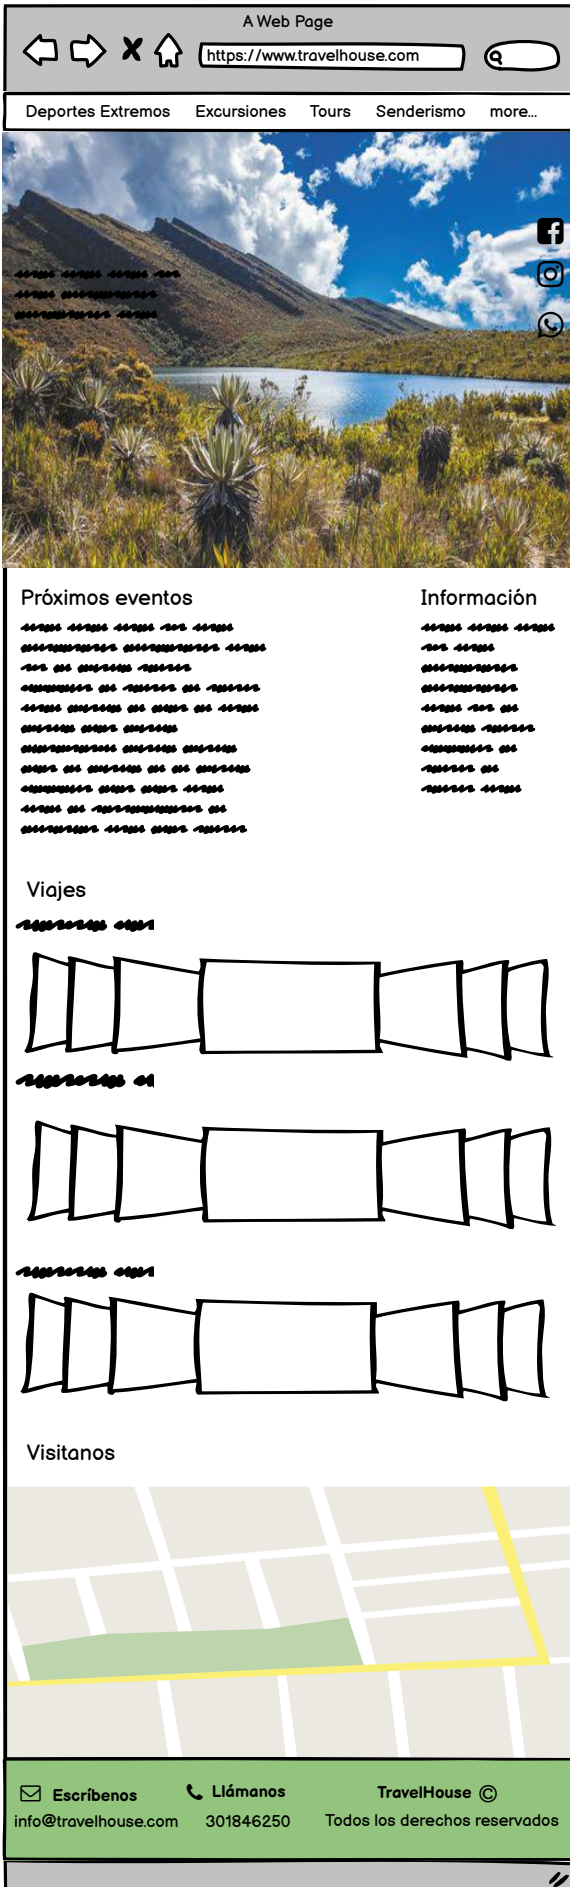 A Web Page
https://www.travelhouse.com
Deportes Extremos Excursiones Tours Senderismo more...
Próximos eventos
Información
Viajes
Visitanos
Escríbenos
info@travelhouse.com
Llámanos
301846250
TravelHouse ©
Todos los derechos reservados